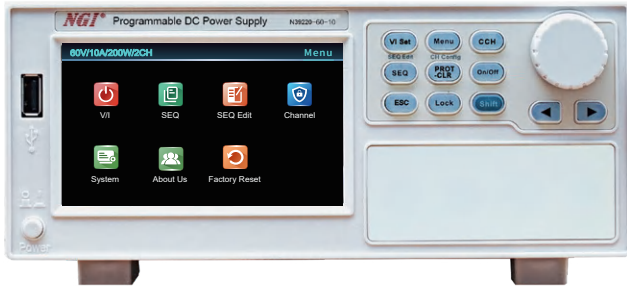 NGI® Programmable DC Power Supply N39220-60-10
60V/10A/200W/2CH Menu
V/I SEQ SEQ Edit Channel
System About Us Factory Reset
VI Set Menu CCH
SEQ Edit CH Config
SEQ PROT-CLR On/Off
ESC Lock Shift
Power